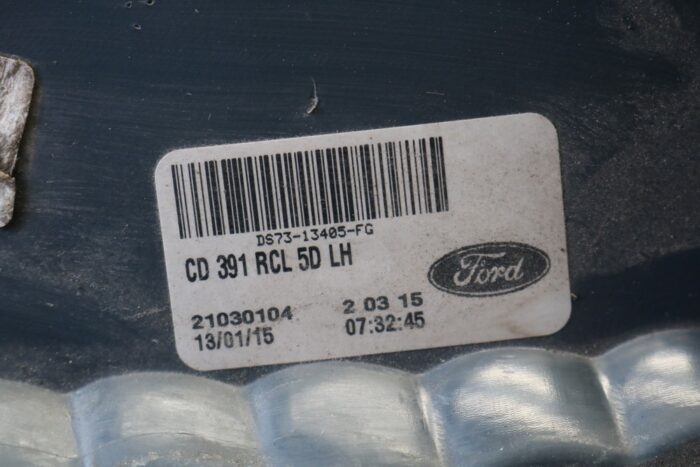 DS73-13405-FG
CD 391 RCL 5D LH
Ford
21030104 2 03 15
13/01/15 07:32:45